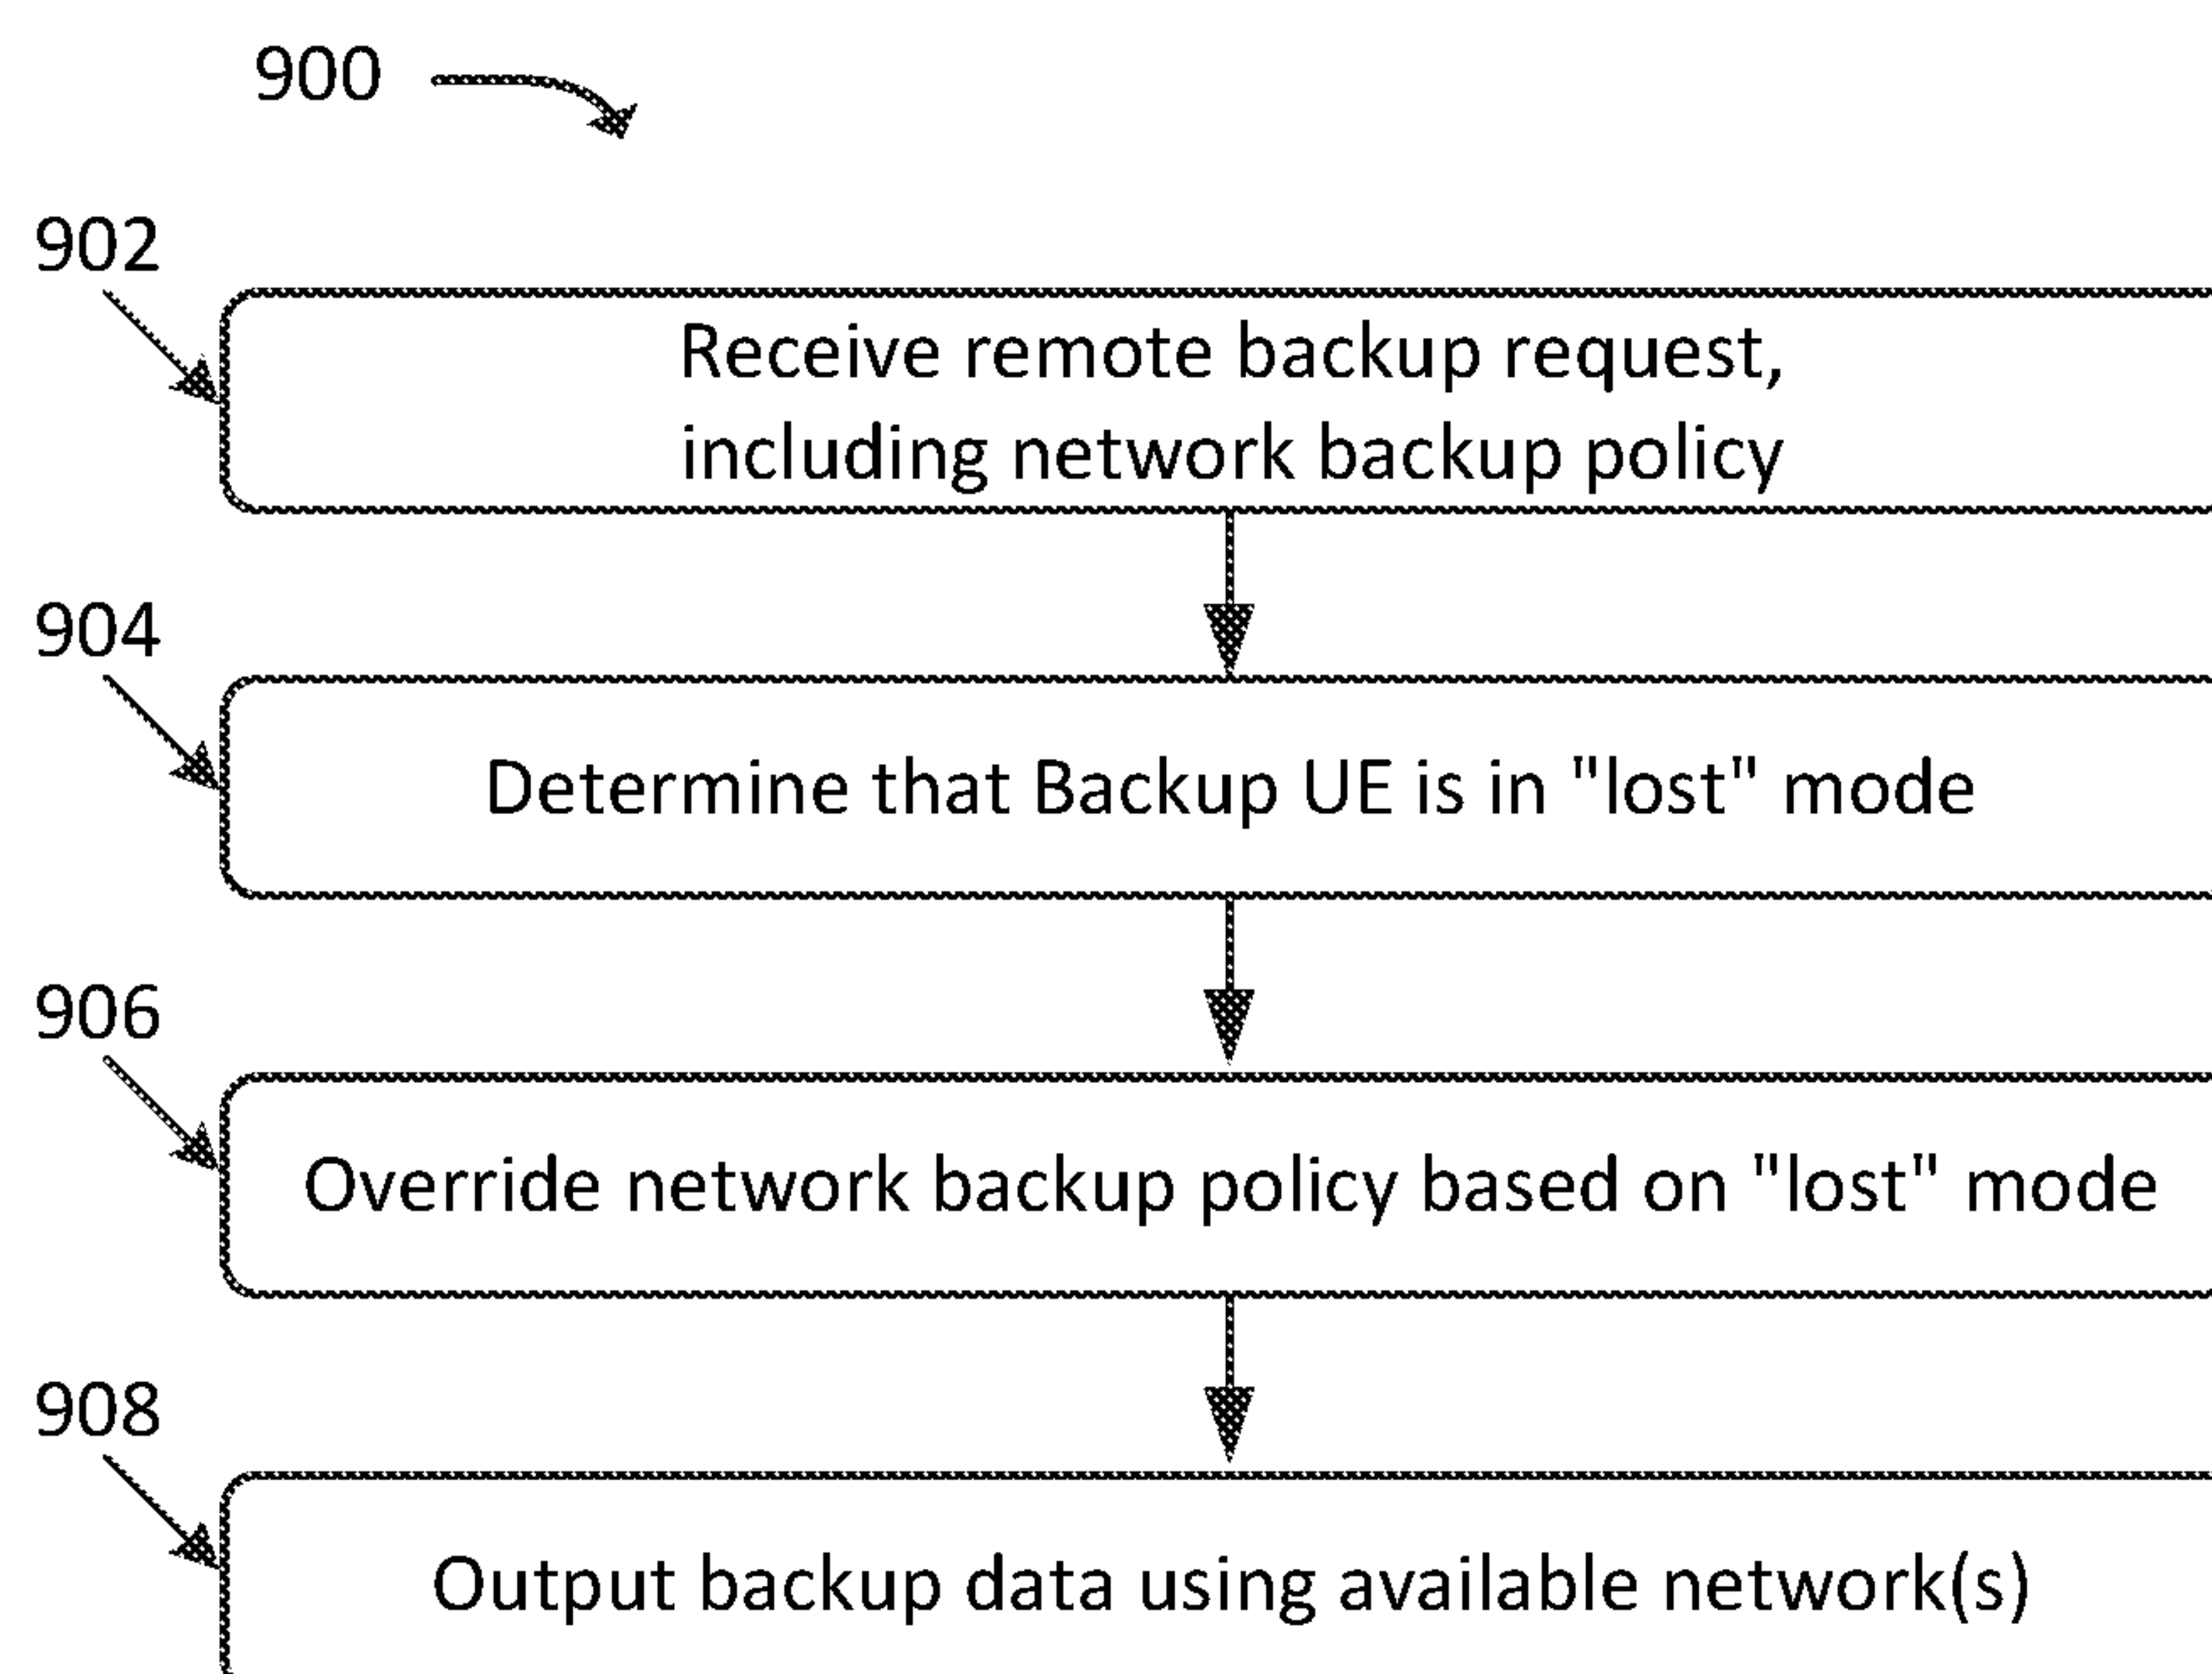 900
902
Receive remote backup request,
including network backup policy
904
Determine that Backup UE is in "lost" mode
906
Override network backup policy based on "lost" mode
908
Output backup data using available network(s)